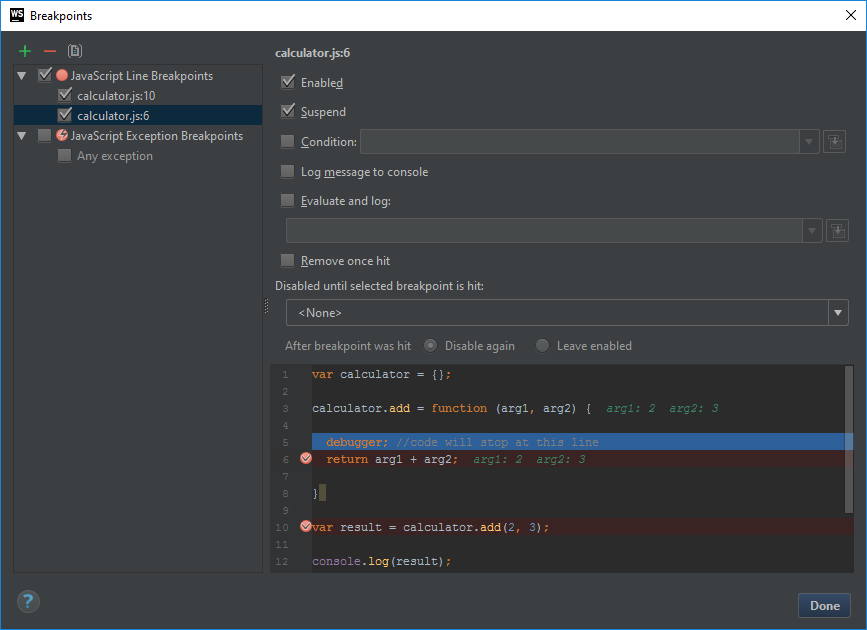 WS Breakpoints
calculator.js:6
JavaScript Line Breakpoints
calculator.js:10
calculator.js:6
JavaScript Exception Breakpoints
Any exception
Enabled
Suspend
Condition:
Log message to console
Evaluate and log:
Remove once hit
Disabled until selected breakpoint is hit:
<None>
After breakpoint was hit Disable again Leave enabled
1 var calculator = {};
2
3 calculator.add = function (arg1, arg2) { arg1: 2 arg2: 3
4
5 debugger; //code will stop at this line
6 return arg1 + arg2; arg1: 2 arg2: 3
7
8 }
9
10 var result = calculator.add(2, 3);
11
12 console.log(result);
? Done